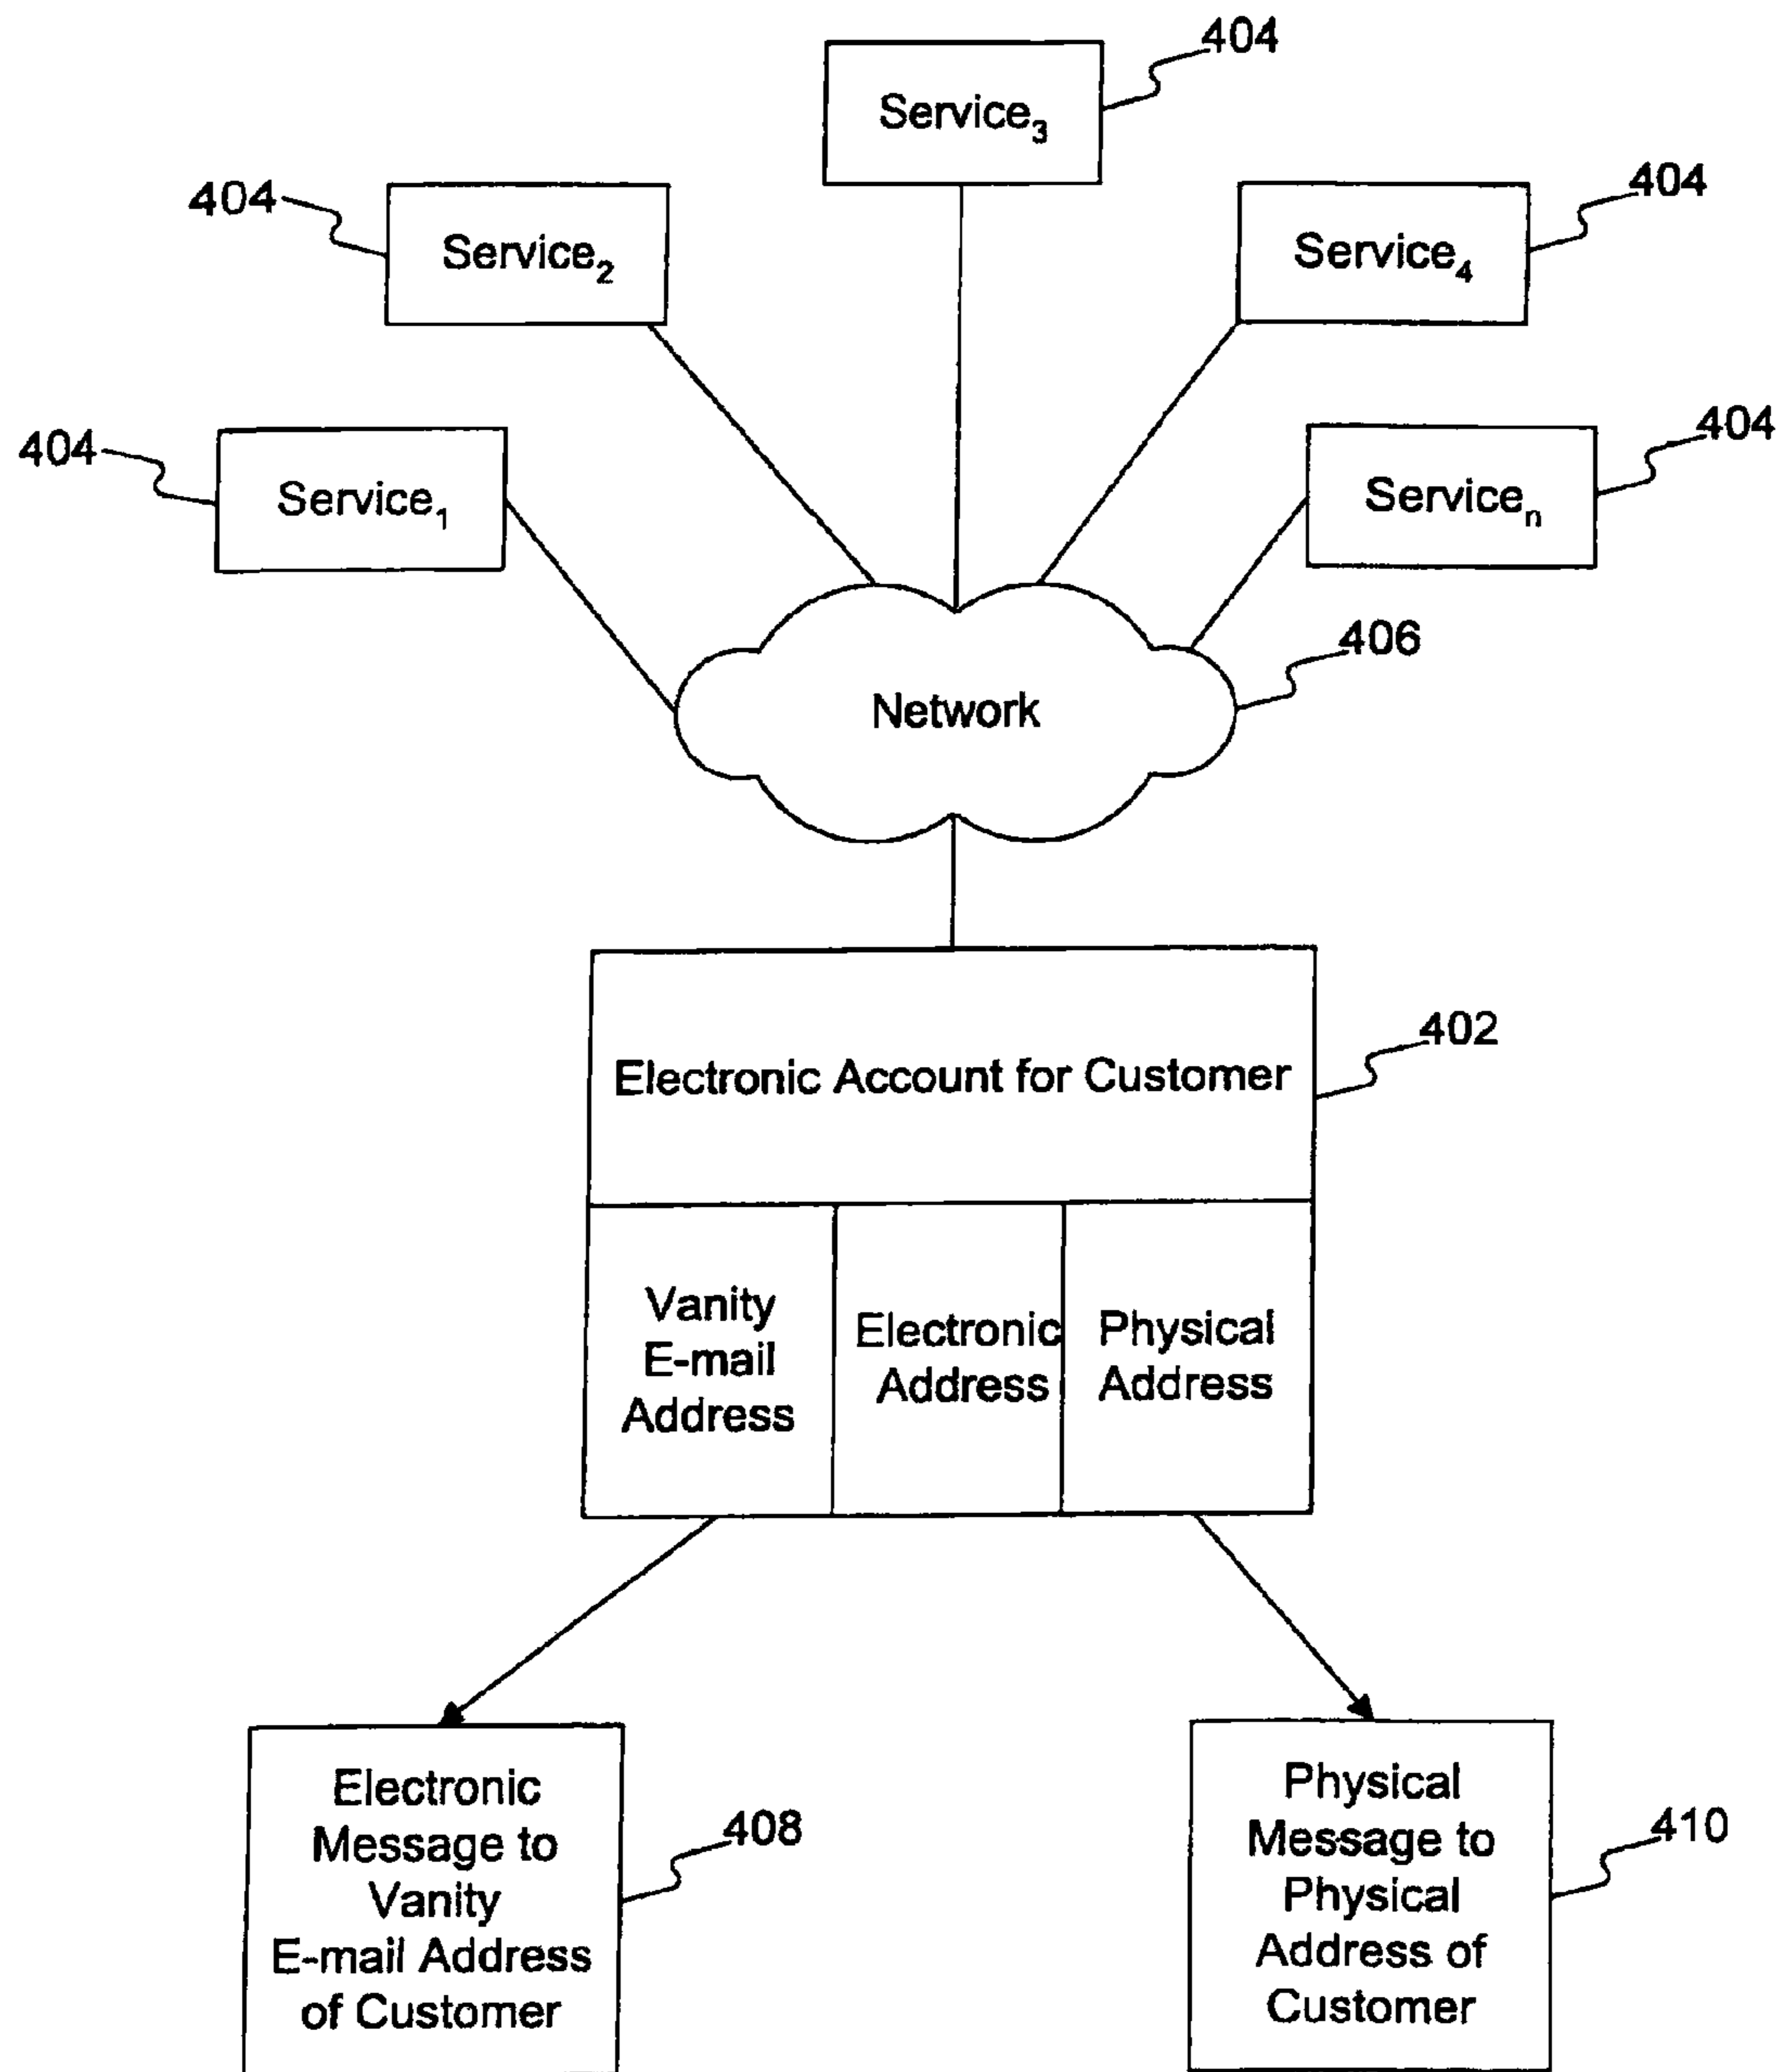 404
Service3
404
Service2
404
Service4
404
Service1
404
Servicen
406
Network
402
Electronic Account for Customer
Vanity
E-mail
Address
Electronic
Address
Physical
Address
408
Electronic
Message to
Vanity
E-mail Address
of Customer
410
Physical
Message to
Physical
Address of
Customer